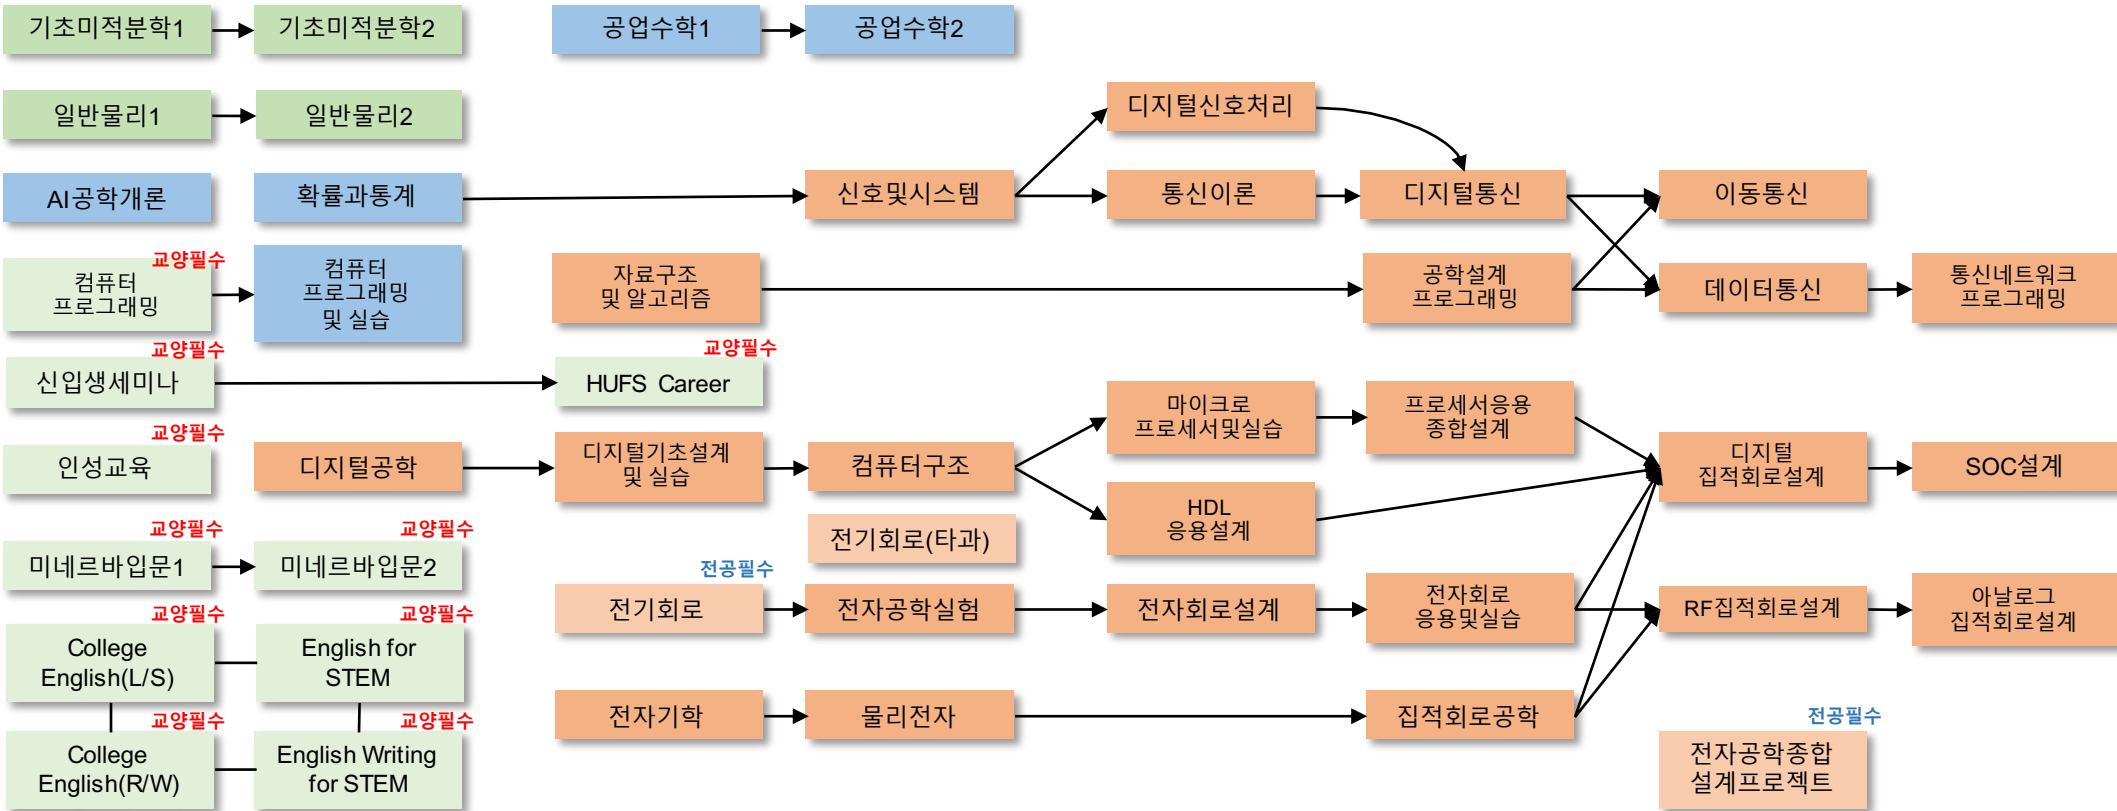 기초미적분학1
기초미적분학2
공업수학1
공업수학2
일반물리1
일반물리2
디지털신호처리
AI공학개론
확률과통계
신호및시스템
통신이론
디지털통신
이동통신
교양필수
컴퓨터
프로그래밍
컴퓨터
프로그래밍
및 실습
자료구조
및 알고리즘
공학설계
프로그래밍
데이터통신
통신네트워크
프로그래밍
교양필수
신입생세미나
교양필수
HUFS Career
마이크로
프로세서및실습
프로세서응용
종합설계
교양필수
인성교육
디지털공학
디지털기초설계
및 실습
컴퓨터구조
디지털
집적회로설계
SOC설계
HDL
응용설계
전기회로(타과)
교양필수
미네르바입문1
교양필수
미네르바입문2
전공필수
전기회로
전자공학실험
전자회로설계
전자회로
응용및실습
RF집적회로설계
아날로그
집적회로설계
교양필수
College
English(L/S)
교양필수
English for
STEM
전자기학
물리전자
집적회로공학
교양필수
College
English(R/W)
교양필수
English Writing
for STEM
전공필수
전자공학종합
설계프로젝트